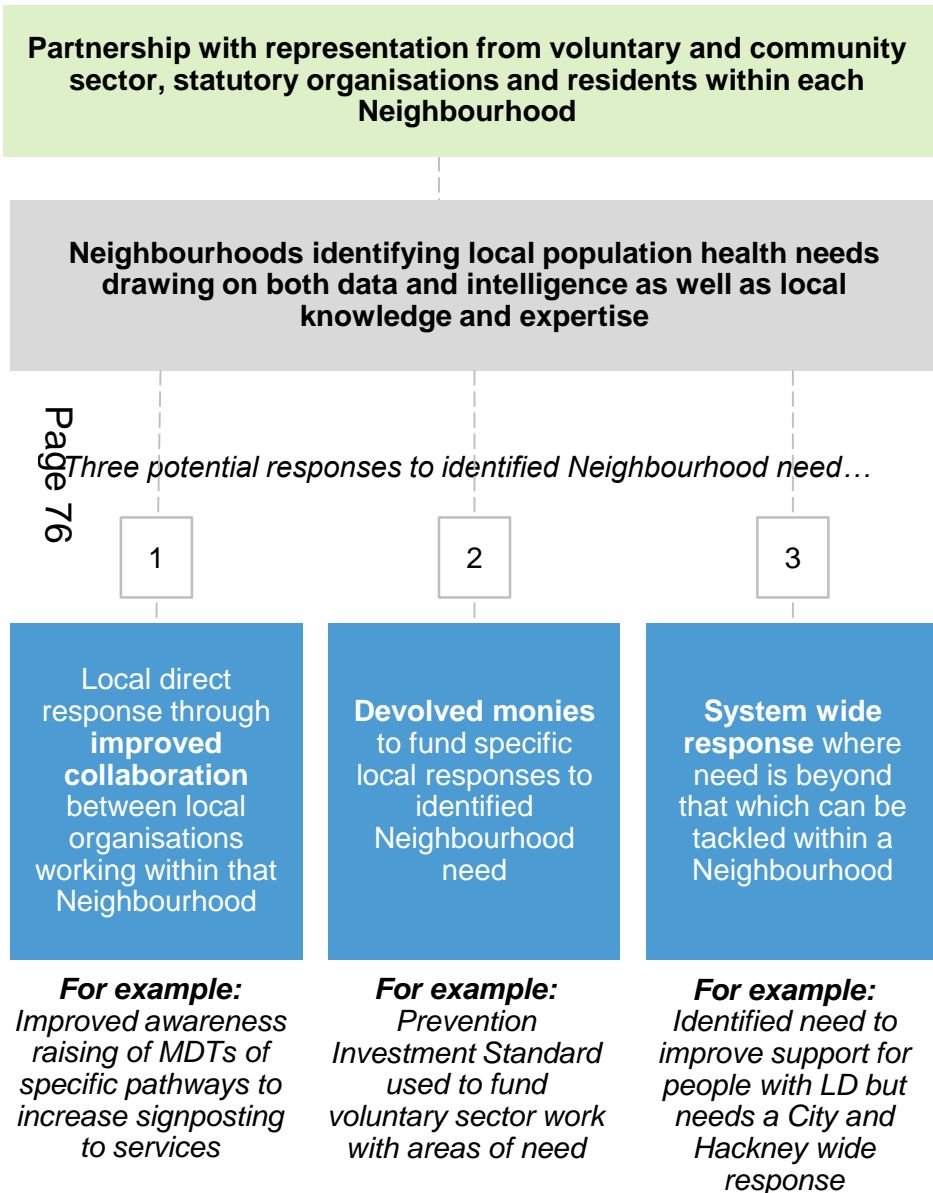 Partnership with representation from voluntary and community
sector, statutory organisations and residents within each
Neighbourhood
Neighbourhoods identifying local population health needs
drawing on both data and intelligence as well as local
knowledge and expertise
Page 76
Three potential responses to identified Neighbourhood need…
1
2
3
Local direct
response through
improved
collaboration
between local
organisations
working within that
Neighbourhood
Devolved monies
to fund specific
local responses to
identified
Neighbourhood
need
System wide
response where
need is beyond
that which can be
tackled within a
Neighbourhood
For example:
Improved awareness
raising of MDTs of
specific pathways to
increase signposting
to services
For example:
Prevention
Investment Standard
used to fund
voluntary sector work
with areas of need
For example:
Identified need to
improve support for
people with LD but
needs a City and
Hackney wide
response